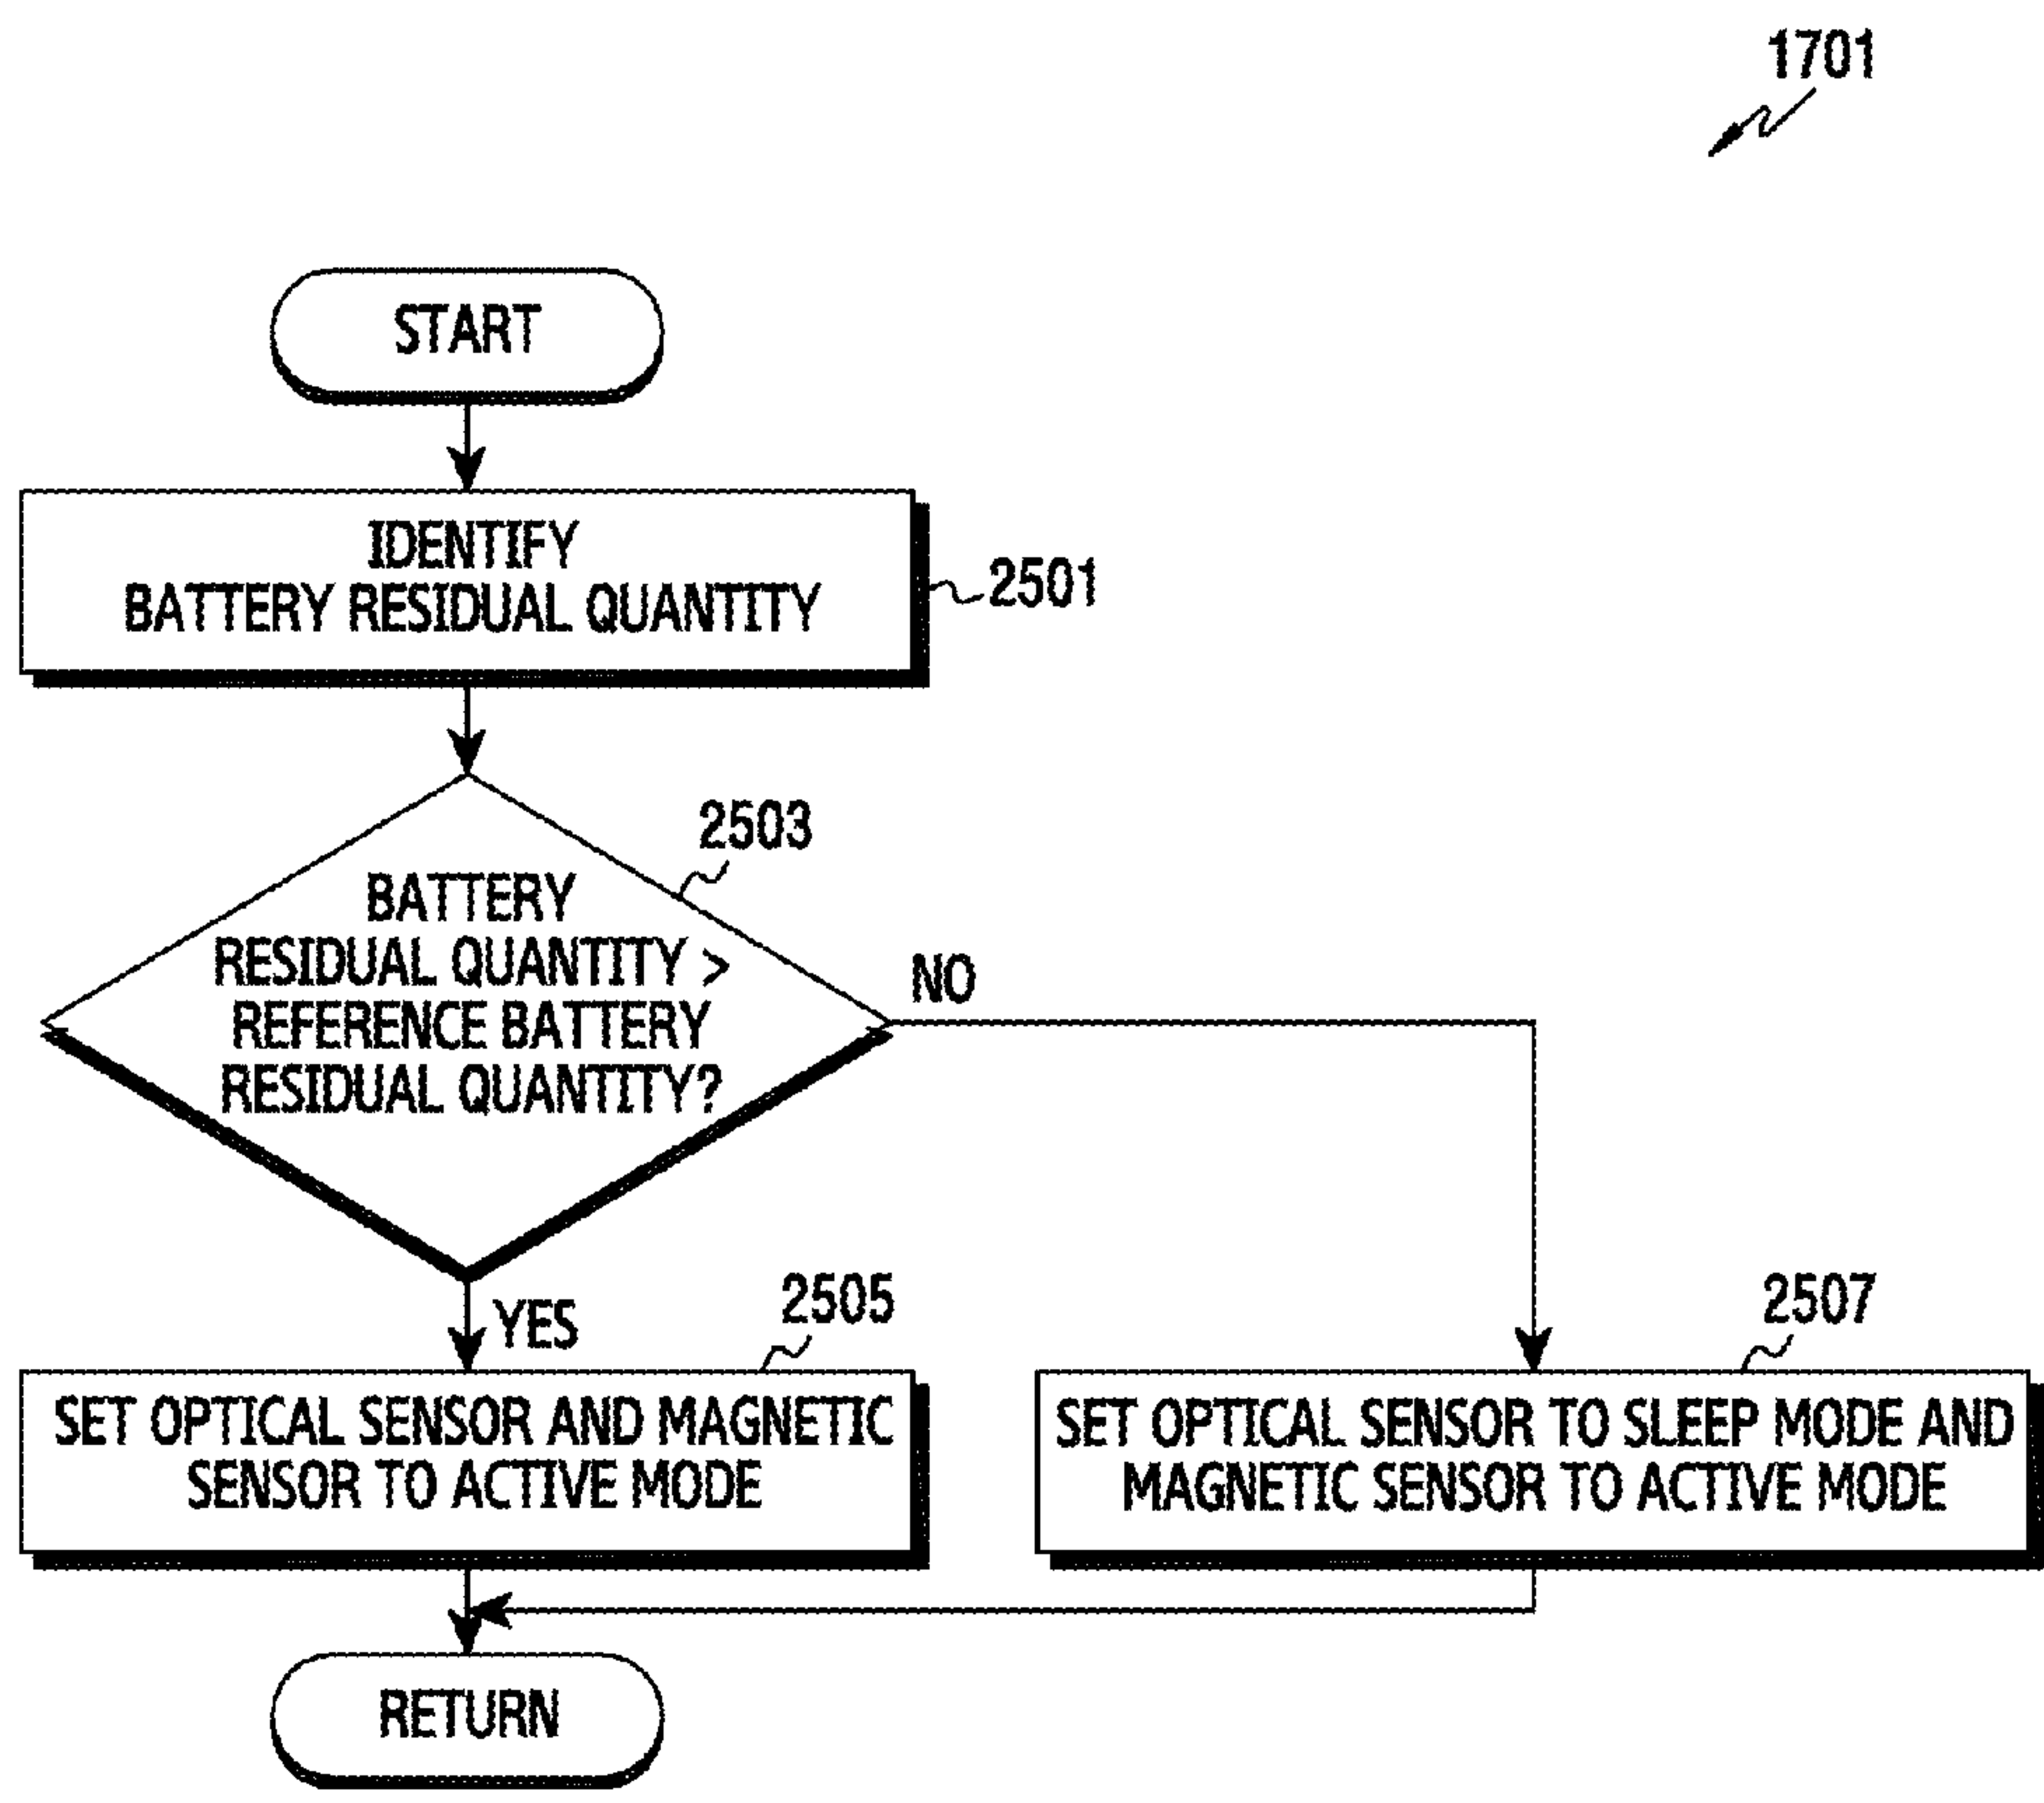 1701
START
IDENTIFY
BATTERY RESIDUAL QUANTITY
2501
2503
BATTERY
RESIDUAL QUANTITY >
REFERENCE BATTERY
RESIDUAL QUANTITY?
NO
YES
2505
SET OPTICAL SENSOR AND MAGNETIC
SENSOR TO ACTIVE MODE
2507
SET OPTICAL SENSOR TO SLEEP MODE AND
MAGNETIC SENSOR TO ACTIVE MODE
RETURN